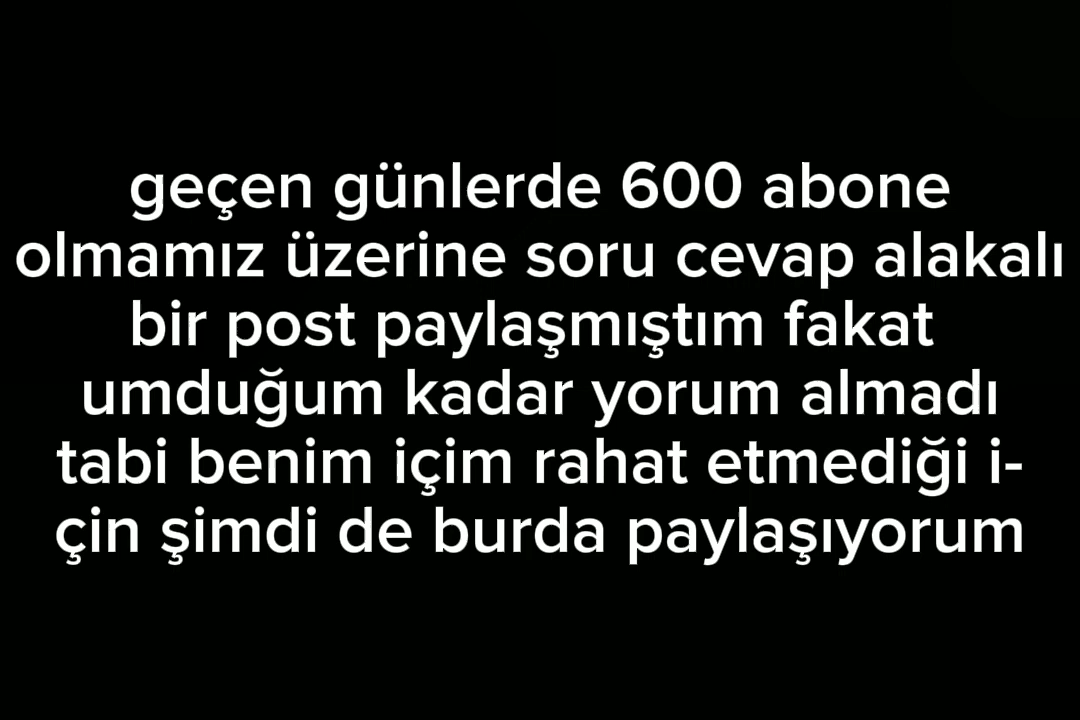 geçen günlerde 600 abone
olmamız üzerine soru cevap alakalı
bir post paylaşmıştım fakat
umduğum kadar yorum almadı
tabi benim içim rahat etmediği i-
çin şimdi de burda paylaşıyorum